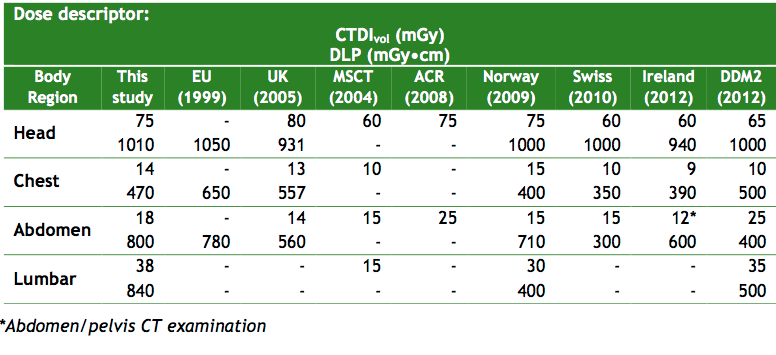 Dose descriptor:
CTDIvol (mGy)
DLP (mGy•cm)
Body Region This study EU (1999) UK (2005) MSCT (2004) ACR (2008) Norway (2009) Swiss (2010) Ireland (2012) DDM2 (2012)
Head 75 - 80 60 75 75 60 60 65
1010 1050 931 - - 1000 1000 940 1000
Chest 14 - 13 10 - 15 10 9 10
470 650 557 - - 400 350 390 500
Abdomen 18 - 14 15 25 15 15 12* 25
800 780 560 - - 710 300 600 400
Lumbar 38 - - 15 - 30 - - 35
840 - - - - 400 - - 500
*Abdomen/pelvis CT examination